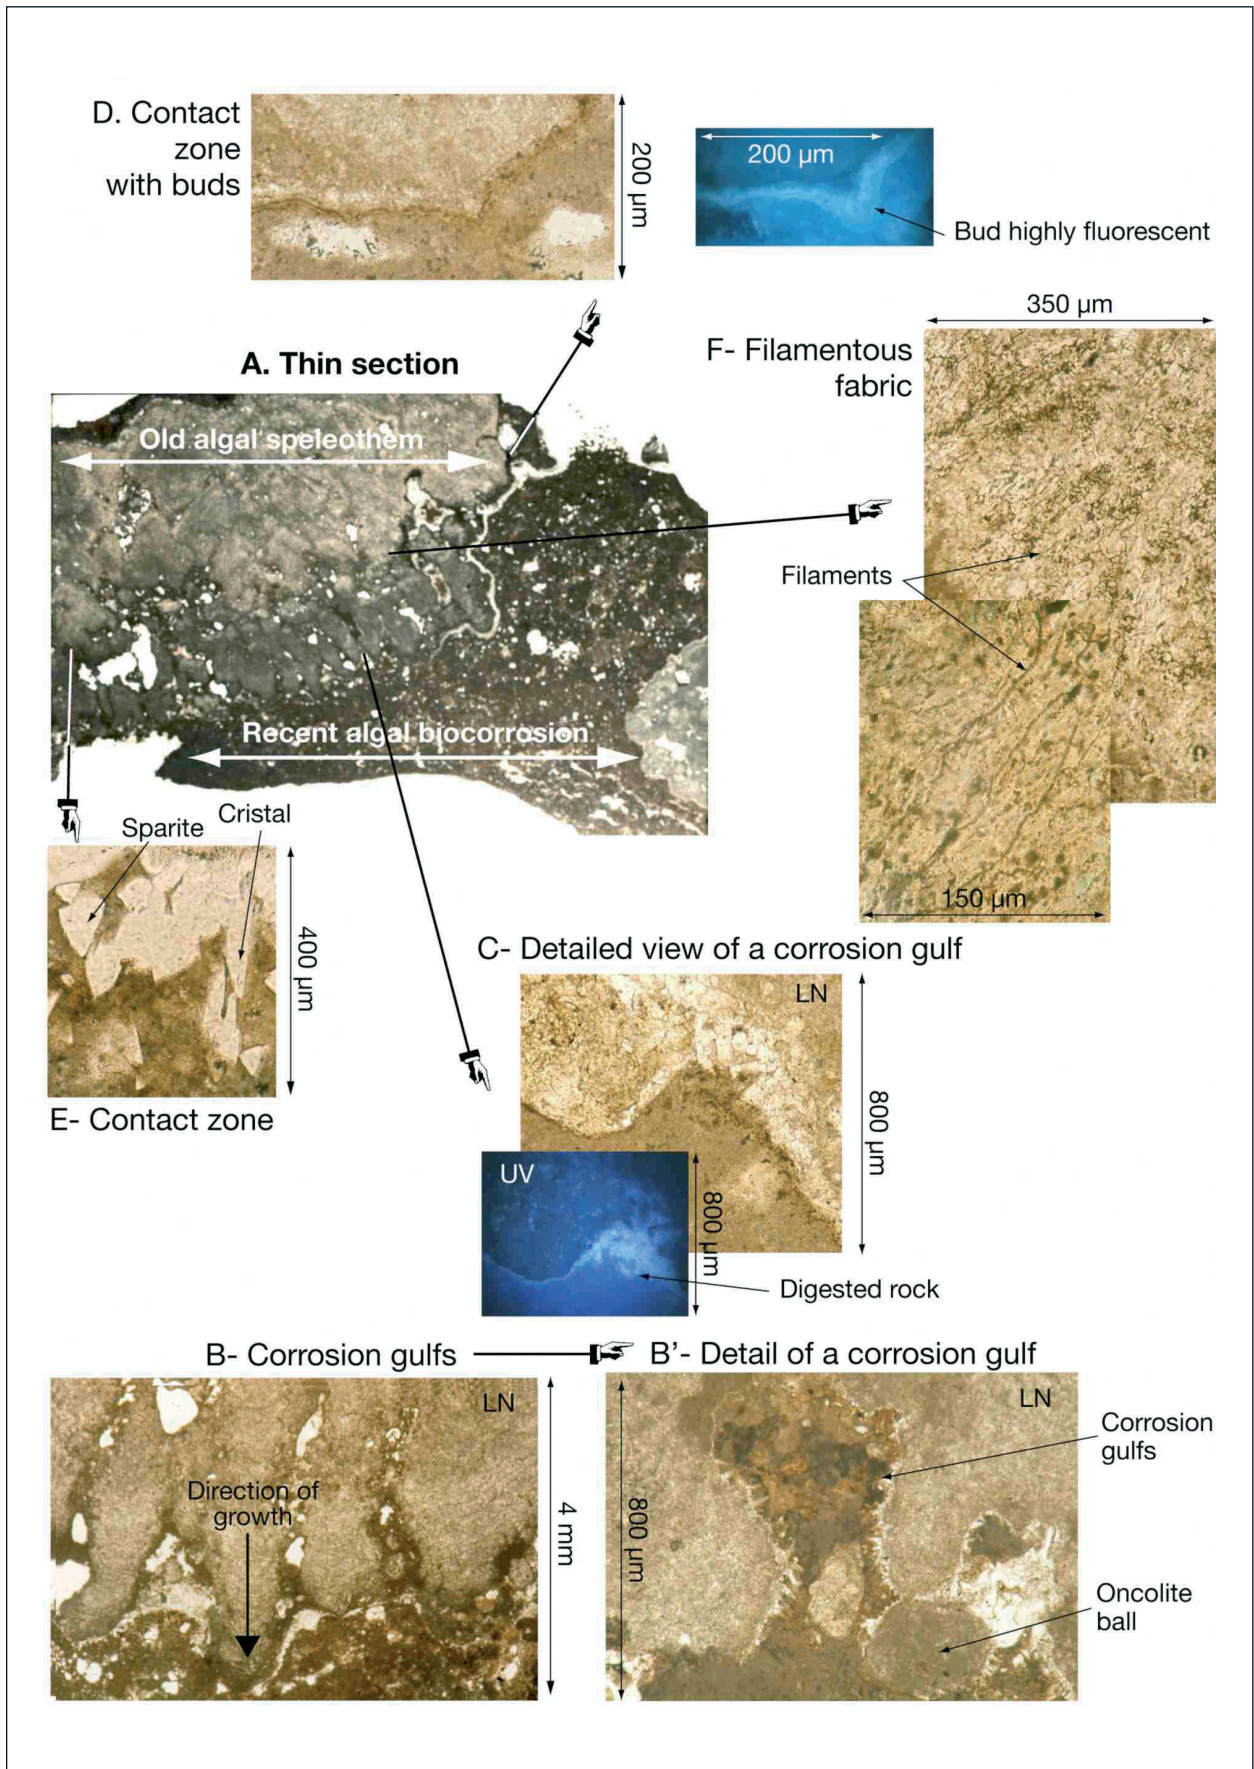 D. Contact
zone
with buds
200 µm
200 µm
Bud highly fluorescent
A. Thin section
Old algal speleothem
Recent algal biocorrosion
350 µm
F- Filamentous
fabric
Filaments
150 µm
Sparite
Cristal
400 µm
E- Contact zone
C- Detailed view of a corrosion gulf
LN
800 µm
UV
800 µm
Digested rock
B- Corrosion gulfs
LN
Direction of
growth
4 mm
B’- Detail of a corrosion gulf
LN
800 µm
Corrosion
gulfs
Oncolite
ball